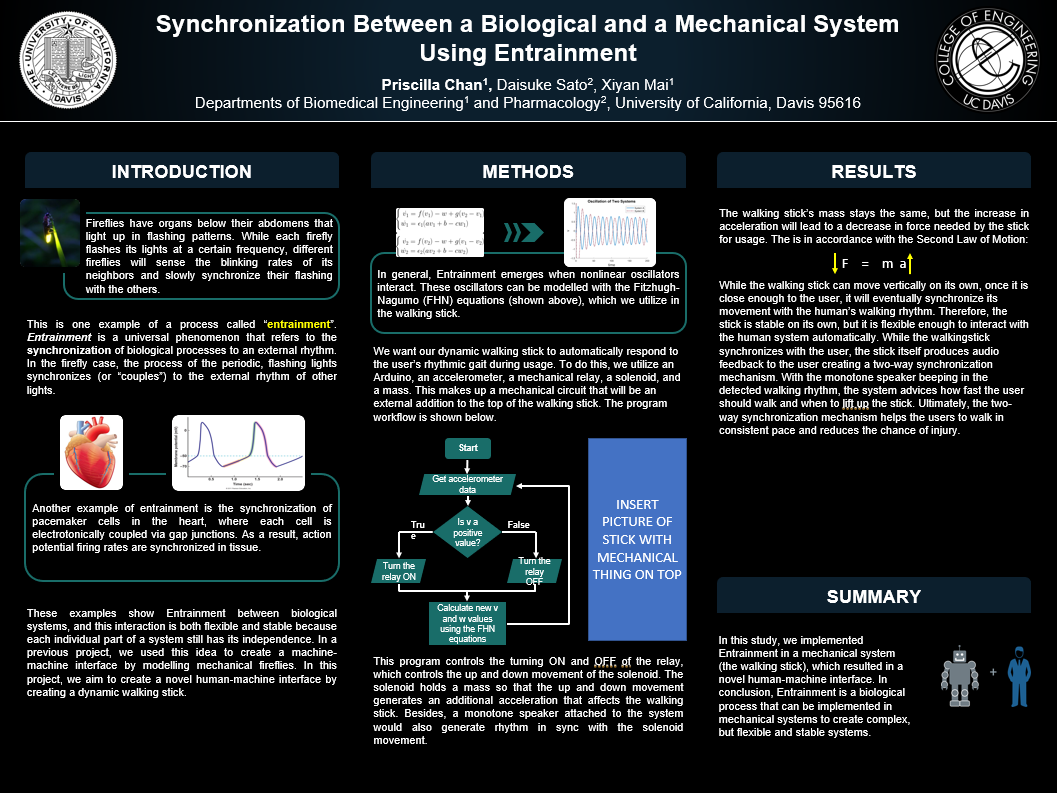 Synchronization Between a Biological and a Mechanical System
Using Entrainment
Priscilla Chan¹, Daisuke Sato², Xiyan Mai¹
Departments of Biomedical Engineering¹ and Pharmacology², University of California, Davis 95616
THE UNIVERSITY OF CALIFORNIA
LET THERE BE LIGHT
DAVIS
COLLEGE OF ENGINEERING
UC DAVIS
INTRODUCTION
Fireflies have organs below their abdomens that
light up in flashing patterns. While each firefly
flashes its lights at a certain frequency, different
fireflies will sense the blinking rates of its
neighbors and slowly synchronize their flashing
with the others.
This is one example of a process called “entrainment”.
Entrainment is a universal phenomenon that refers to the
synchronization of biological processes to an external rhythm.
In the firefly case, the process of the periodic, flashing lights
synchronizes (or “couples”) to the external rhythm of other
lights.
Membrane potential (mV)
0
-50
-75
0.5 1.0 1.5 2.0
Time (sec)
Another example of entrainment is the synchronization of
pacemaker cells in the heart, where each cell is
electrotonically coupled via gap junctions. As a result, action
potential firing rates are synchronized in tissue.
These examples show Entrainment between biological
systems, and this interaction is both flexible and stable because
each individual part of a system still has its independence. In a
previous project, we used this idea to create a machine-
machine interface by modelling mechanical fireflies. In this
project, we aim to create a novel human-machine interface by
creating a dynamic walking stick.
METHODS
v̇₁ = f(v₁) − w + g(v₂ − v₁
ẇ₁ = ϵ₁(av₁ + b − cw₁)
v̇₂ = f(v₂) − w + g(v₁ − v₂
ẇ₂ = ϵ₂(av₂ + b − cw₂)
Oscillation of Two Systems
In general, Entrainment emerges when nonlinear oscillators
interact. These oscillators can be modelled with the Fitzhugh-
Nagumo (FHN) equations (shown above), which we utilize in
the walking stick.
We want our dynamic walking stick to automatically respond to
the user’s rhythmic gait during usage. To do this, we utilize an
Arduino, an accelerometer, a mechanical relay, a solenoid, and
a mass. This makes up a mechanical circuit that will be an
external addition to the top of the walking stick. The program
workflow is shown below.
Start
Get accelerometer
data
Is v a
positive
value?
Tru
e
False
Turn the
relay ON
Turn the
relay
OFF
Calculate new v
and w values
using the FHN
equations
INSERT
PICTURE OF
STICK WITH
MECHANICAL
THING ON TOP
This program controls the turning ON and OFF of the relay,
which controls the up and down movement of the solenoid. The
solenoid holds a mass so that the up and down movement
generates an additional acceleration that affects the walking
stick. Besides, a monotone speaker attached to the system
would also generate rhythm in sync with the solenoid
movement.
RESULTS
The walking stick’s mass stays the same, but the increase in
acceleration will lead to a decrease in force needed by the stick
for usage. The is in accordance with the Second Law of Motion:
F = m a
While the walking stick can move vertically on its own, once it is
close enough to the user, it will eventually synchronize its
movement with the human’s walking rhythm. Therefore, the
stick is stable on its own, but it is flexible enough to interact with
the human system automatically. While the walkingstick
synchronizes with the user, the stick itself produces audio
feedback to the user creating a two-way synchronization
mechanism. With the monotone speaker beeping in the
detected walking rhythm, the system advices how fast the user
should walk and when to lift up the stick. Ultimately, the two-
way synchronization mechanism helps the users to walk in
consistent pace and reduces the chance of injury.
SUMMARY
In this study, we implemented
Entrainment in a mechanical system
(the walking stick), which resulted in a
novel human-machine interface. In
conclusion, Entrainment is a biological
process that can be implemented in
mechanical systems to create complex,
but flexible and stable systems.
+